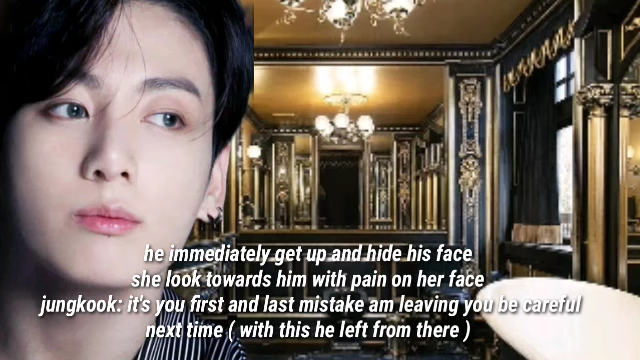 he immediately get up and hide his face
she look towards him with pain on her face
jungkook: it's you first and last mistake am leaving you be careful
next time ( with this he left from there )